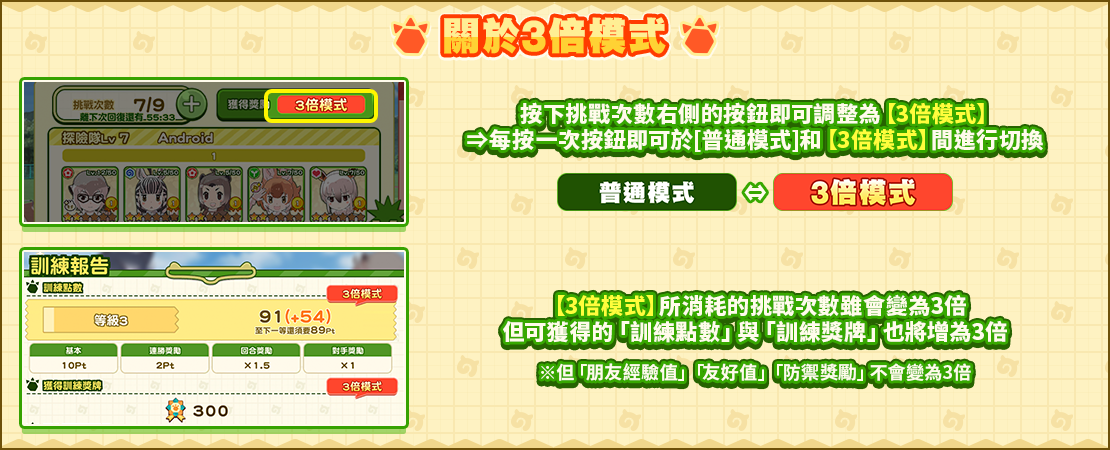 關於3倍模式
挑戰次數 7/9
離下次回復還有 55:33
獲得獎勵
3倍模式
探險隊Lv 7 Android
1
按下挑戰次數右側的按鈕即可調整為【3倍模式】
⇒每按一次按鈕即可於[普通模式]和【3倍模式】間進行切換
普通模式 ⇔ 3倍模式
訓練報告
訓練點數
3倍模式
等級3
91(+54)
至下一等還須要89Pt
基本 連勝獎勵 回合獎勵 對手獎勵
10Pt 2Pt ×1.5 ×1
獲得訓練獎牌
3倍模式
300
【3倍模式】所消耗的挑戰次數雖會變為3倍
但可獲得的「訓練點數」與「訓練獎牌」也將增為3倍
※但「朋友經驗值」「友好值」「防禦獎勵」不會變為3倍